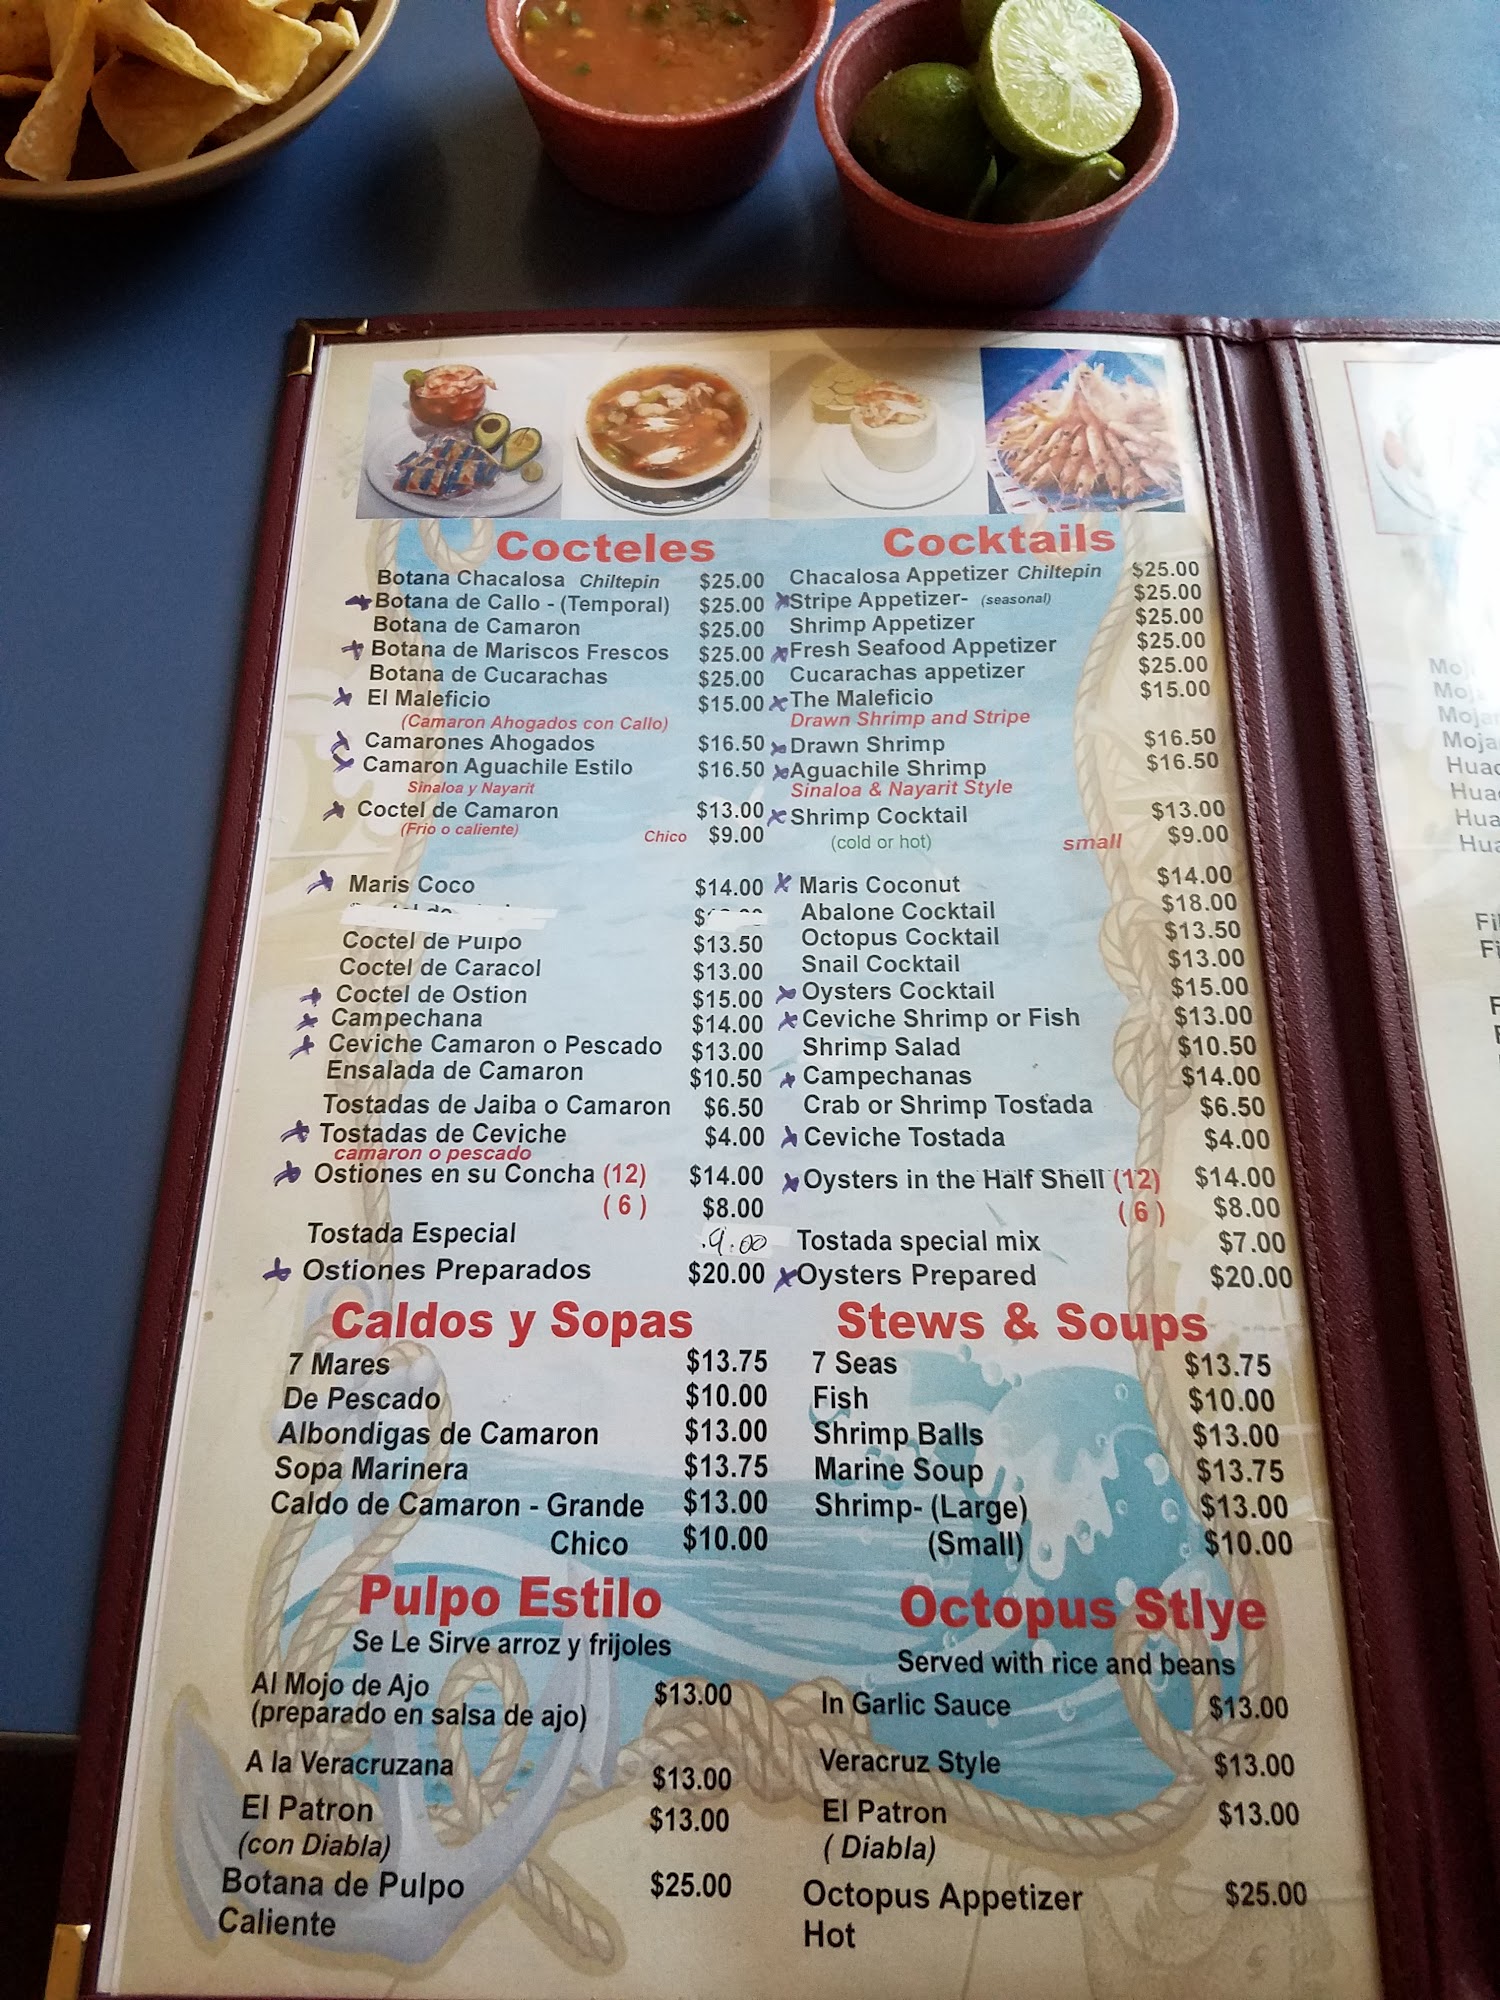 Cocteles
Botana Chacalosa Chiltepin $25.00
Botana de Callo - (Temporal) $25.00
Botana de Camaron $25.00
Botana de Mariscos Frescos $25.00
Botana de Cucarachas $25.00
El Maleficio $15.00
(Camaron Ahogados con Callo)
Camarones Ahogados $16.50
Camaron Aguachile Estilo $16.50
Sinaloa y Nayarit
Coctel de Camaron $13.00
(Frio o caliente) Chico $9.00
Maris Coco $14.00
Coctel de Pulpo $13.50
Coctel de Caracol $13.00
Coctel de Ostion $15.00
Campechana $14.00
Ceviche Camaron o Pescado $13.00
Ensalada de Camaron $10.50
Tostadas de Jaiba o Camaron $6.50
Tostadas de Ceviche $4.00
camaron o pescado
Ostiones en su Concha (12) $14.00
( 6 ) $8.00
Tostada Especial .9.00
Ostiones Preparados $20.00
Caldos y Sopas
7 Mares $13.75
De Pescado $10.00
Albondigas de Camaron $13.00
Sopa Marinera $13.75
Caldo de Camaron - Grande $13.00
Chico $10.00
Pulpo Estilo
Se Le Sirve arroz y frijoles
Al Mojo de Ajo $13.00
(preparado en salsa de ajo)
A la Veracruzana $13.00
El Patron $13.00
(con Diabla)
Botana de Pulpo $25.00
Caliente
Cocktails
Chacalosa Appetizer Chiltepin $25.00
Stripe Appetizer- (seasonal) $25.00
Shrimp Appetizer $25.00
Fresh Seafood Appetizer $25.00
Cucarachas appetizer $25.00
The Maleficio $15.00
Drawn Shrimp and Stripe
Drawn Shrimp $16.50
Aguachile Shrimp $16.50
Sinaloa & Nayarit Style
Shrimp Cocktail $13.00
(cold or hot) small $9.00
Maris Coconut $14.00
Abalone Cocktail $18.00
Octopus Cocktail $13.50
Snail Cocktail $13.00
Oysters Cocktail $15.00
Ceviche Shrimp or Fish $13.00
Shrimp Salad $10.50
Campechanas $14.00
Crab or Shrimp Tostada $6.50
Ceviche Tostada $4.00
Oysters in the Half Shell (12) $14.00
( 6 ) $8.00
Tostada special mix $7.00
Oysters Prepared $20.00
Stews & Soups
7 Seas $13.75
Fish $10.00
Shrimp Balls $13.00
Marine Soup $13.75
Shrimp- (Large) $13.00
(Small) $10.00
Octopus Stlye
Served with rice and beans
In Garlic Sauce $13.00
Veracruz Style $13.00
El Patron $13.00
( Diabla)
Octopus Appetizer $25.00
Hot